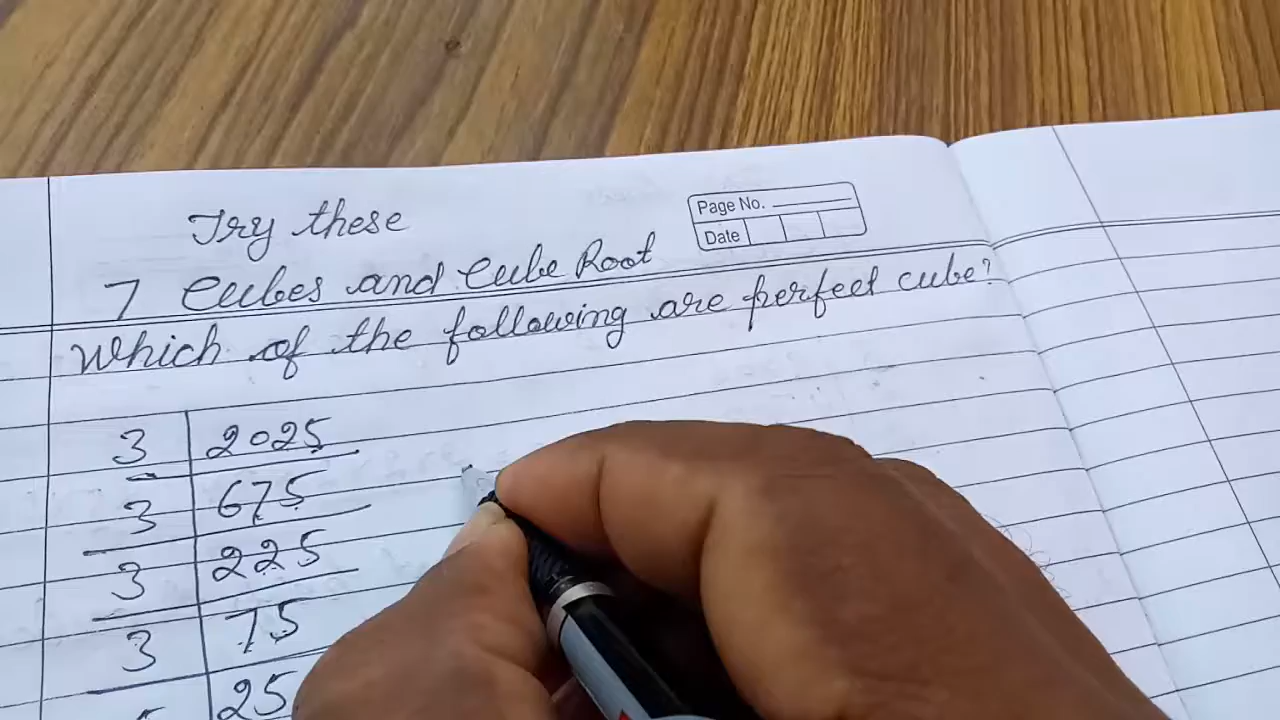 Try these
Page No.
Date
7 Cubes and Cube Root
Which of the following are perfect cube?
3 2025
3 675
3 225
3 75
5 25